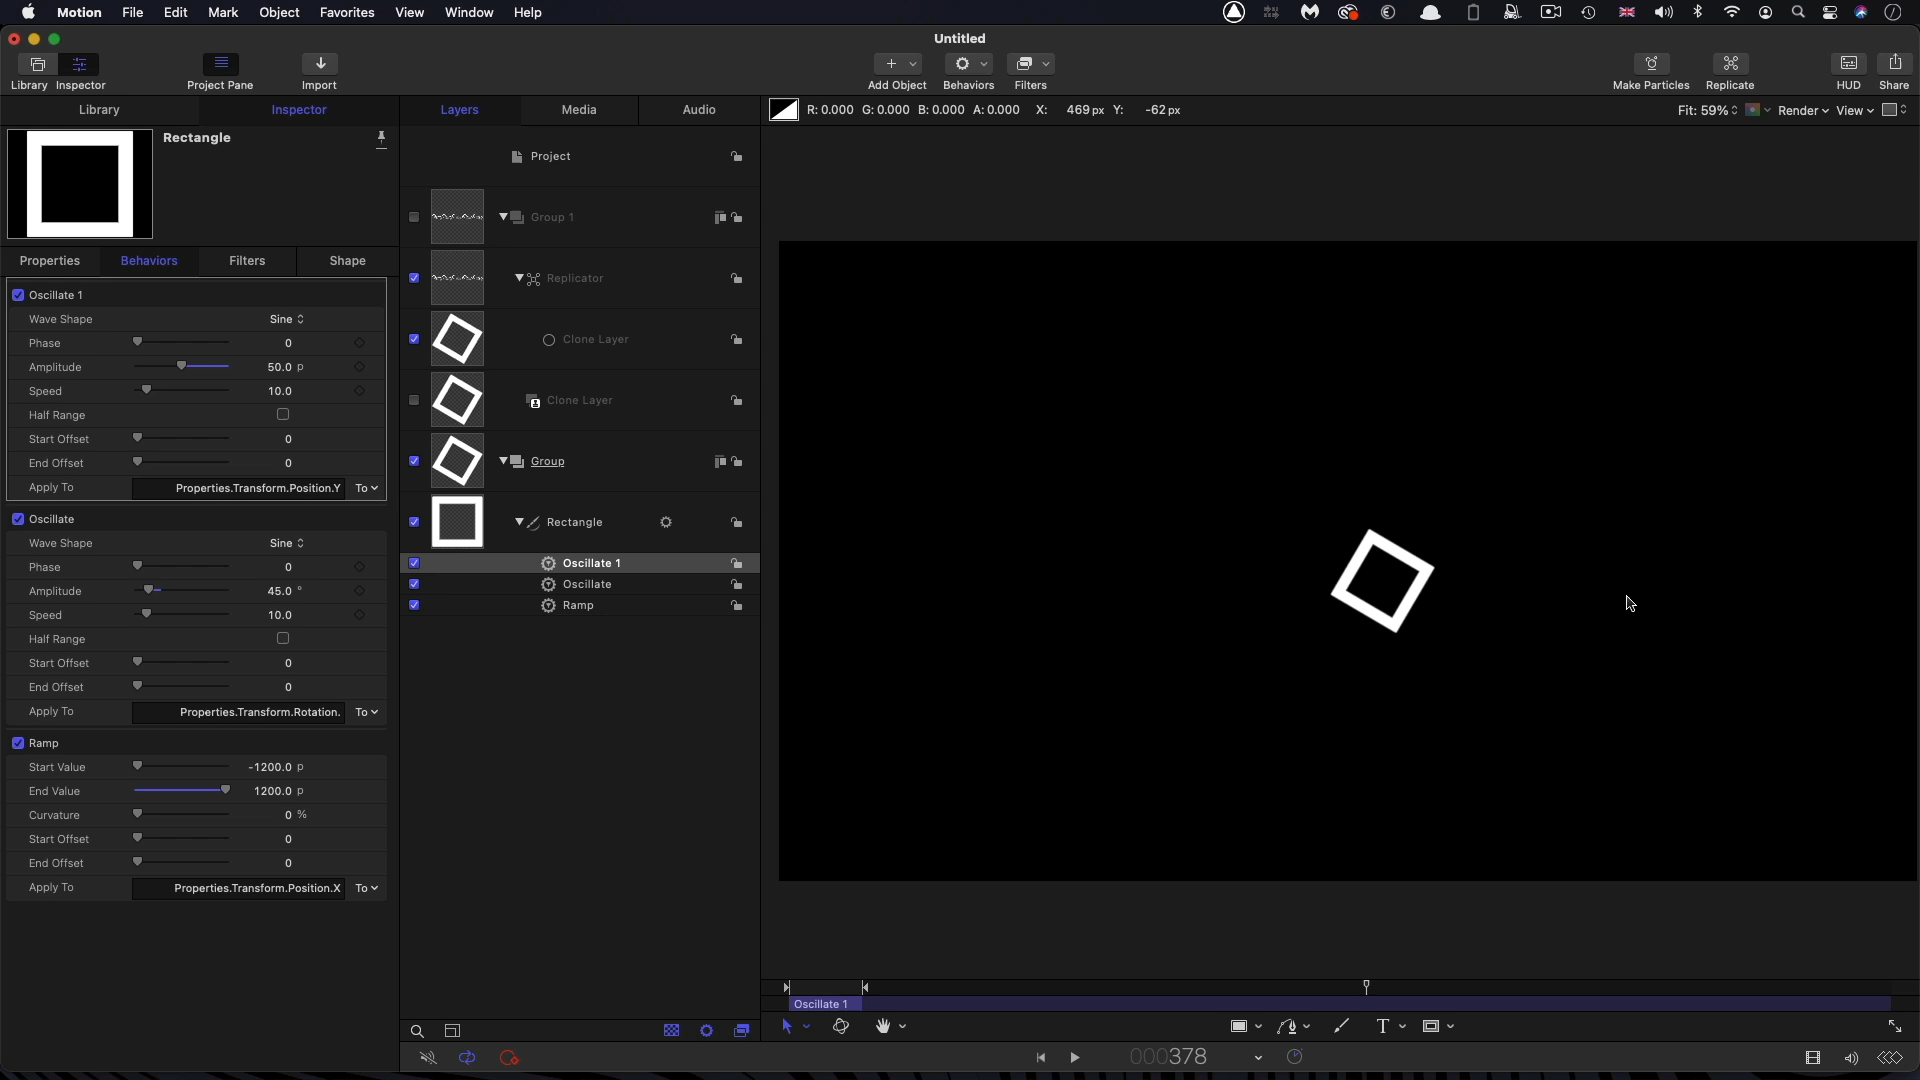 Motion File Edit Mark Object Favorites View Window Help
Untitled
Library Inspector Project Pane Import Add Object Behaviors Filters Make Particles Replicate HUD Share
Library Inspector Layers Media Audio R: 0.000 G: 0.000 B: 0.000 A: 0.000 X: 469 px Y: -62 px Fit: 59% Render View
Rectangle
Properties Behaviors Filters Shape
Oscillate 1
Wave Shape Sine
Phase 0
Amplitude 50.0 p
Speed 10.0
Half Range
Start Offset 0
End Offset 0
Apply To Properties.Transform.Position.Y To
Oscillate
Wave Shape Sine
Phase 0
Amplitude 45.0 °
Speed 10.0
Half Range
Start Offset 0
End Offset 0
Apply To Properties.Transform.Rotation. To
Ramp
Start Value -1200.0 p
End Value 1200.0 p
Curvature 0 %
Start Offset 0
End Offset 0
Apply To Properties.Transform.Position.X To
Project
Group 1
Replicator
Clone Layer
Clone Layer
Group
Rectangle
Oscillate 1
Oscillate
Ramp
Oscillate 1
T
000378